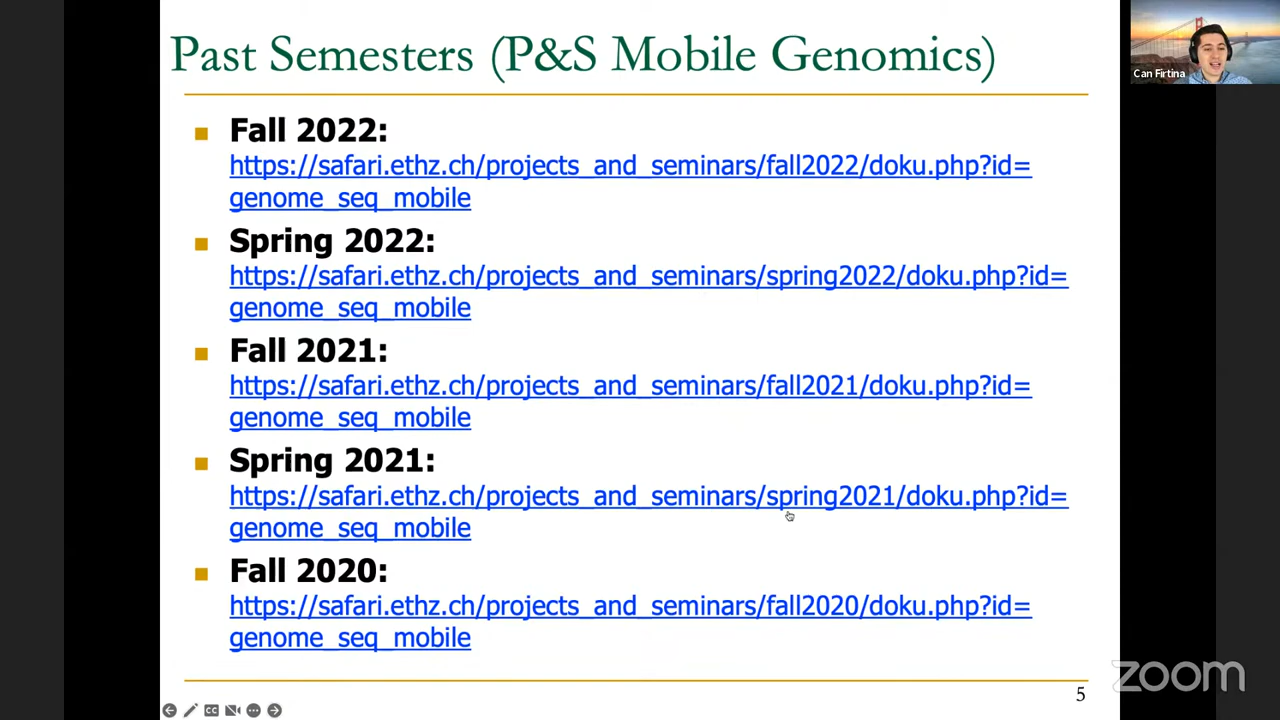 Past Semesters (P&S Mobile Genomics)
Can Firtina
Fall 2022:
https://safari.ethz.ch/projects_and_seminars/fall2022/doku.php?id=
genome_seq_mobile
Spring 2022:
https://safari.ethz.ch/projects_and_seminars/spring2022/doku.php?id=
genome_seq_mobile
Fall 2021:
https://safari.ethz.ch/projects_and_seminars/fall2021/doku.php?id=
genome_seq_mobile
Spring 2021:
https://safari.ethz.ch/projects_and_seminars/spring2021/doku.php?id=
genome_seq_mobile
Fall 2020:
https://safari.ethz.ch/projects_and_seminars/fall2020/doku.php?id=
genome_seq_mobile
zoom
5
CC